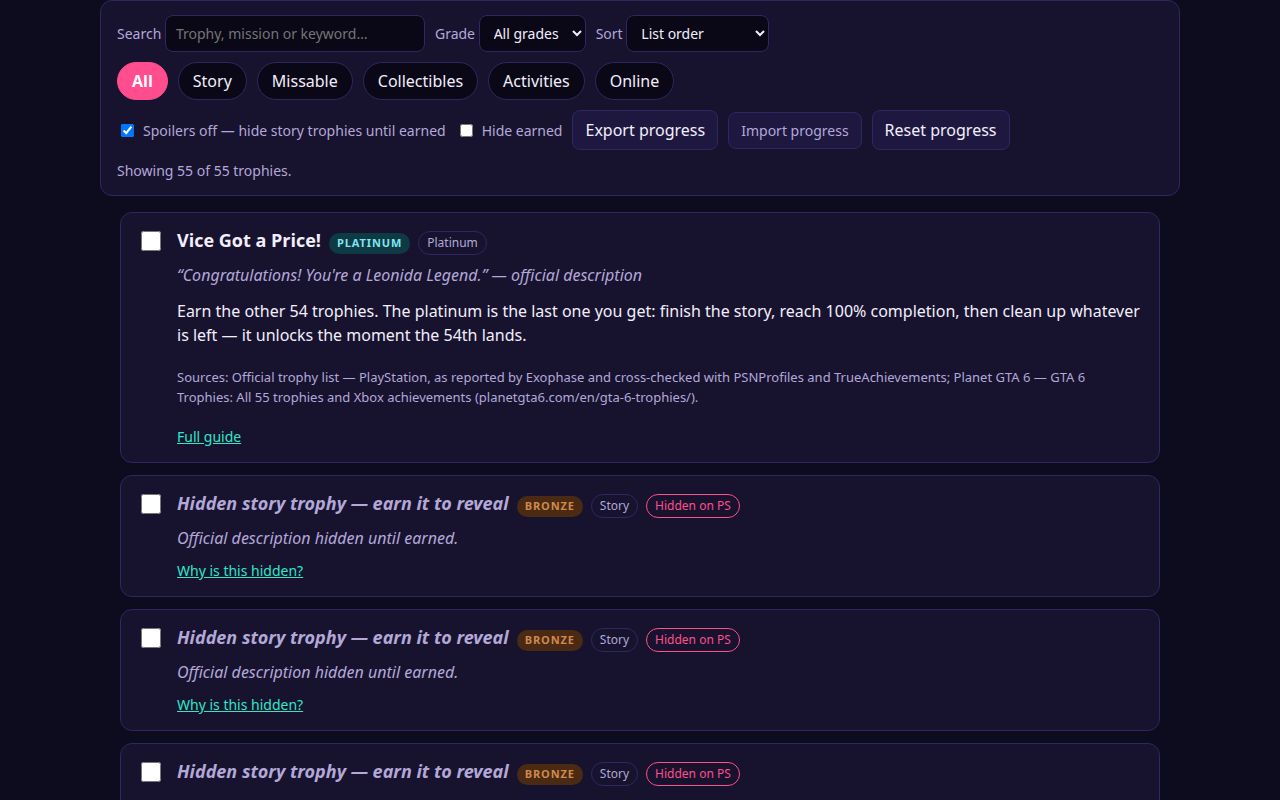 Search Trophy, mission or keyword... Grade All grades Sort List order
All Story Missable Collectibles Activities Online
Spoilers off — hide story trophies until earned Hide earned Export progress Import progress Reset progress
Showing 55 of 55 trophies.
Vice Got a Price! PLATINUM Platinum
“Congratulations! You're a Leonida Legend.” — official description
Earn the other 54 trophies. The platinum is the last one you get: finish the story, reach 100% completion, then clean up whatever
is left — it unlocks the moment the 54th lands.
Sources: Official trophy list — PlayStation, as reported by Exophase and cross-checked with PSNProfiles and TrueAchievements; Planet GTA 6 — GTA 6
Trophies: All 55 trophies and Xbox achievements (planetgta6.com/en/gta-6-trophies/).
Full guide
Hidden story trophy — earn it to reveal BRONZE Story Hidden on PS
Official description hidden until earned.
Why is this hidden?
Hidden story trophy — earn it to reveal BRONZE Story Hidden on PS
Official description hidden until earned.
Why is this hidden?
Hidden story trophy — earn it to reveal BRONZE Story Hidden on PS